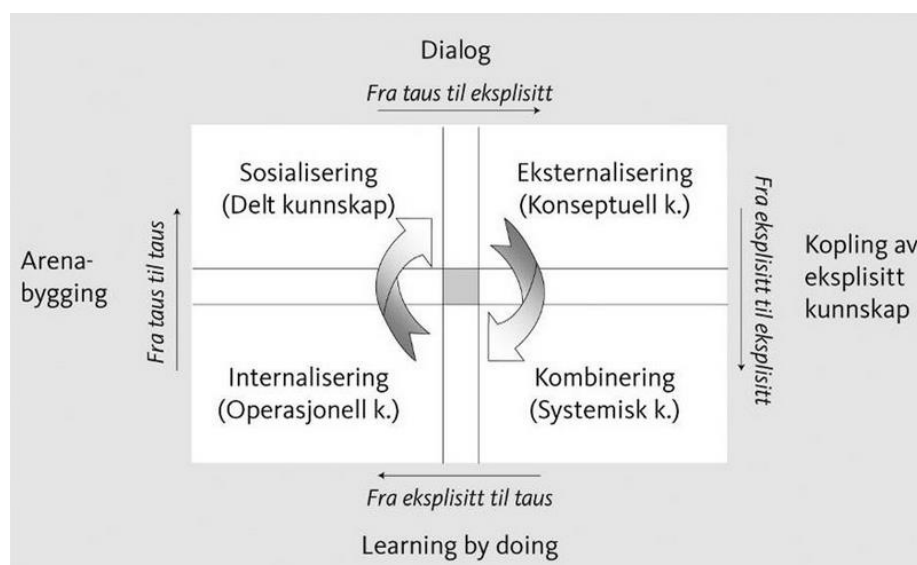 Dialog
Fra taus til eksplisitt
Sosialisering
(Delt kunnskap)
Eksternalisering
(Konseptuell k.)
Arena-
bygging
Fra taus til taus
Fra eksplisitt til eksplisitt
Kopling av
eksplisitt
kunnskap
Internalisering
(Operasjonell k.)
Kombinering
(Systemisk k.)
Fra eksplisitt til taus
Learning by doing